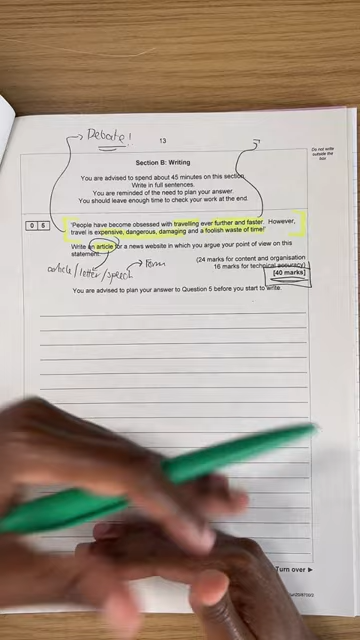 Debate!
13
Do not write
outside the
box
Section B: Writing
You are advised to spend about 45 minutes on this section.
Write in full sentences.
You are reminded of the need to plan your answer.
You should leave enough time to check your work at the end.
0 5
'People have become obsessed with travelling ever further and faster. However,
travel is expensive, dangerous, damaging and a foolish waste of time!'
Write an article for a news website in which you argue your point of view on this
statement.
(24 marks for content and organisation
16 marks for technical accuracy)
[40 marks]
article/letter/speech
form
You are advised to plan your answer to Question 5 before you start to write.
Turn over ►